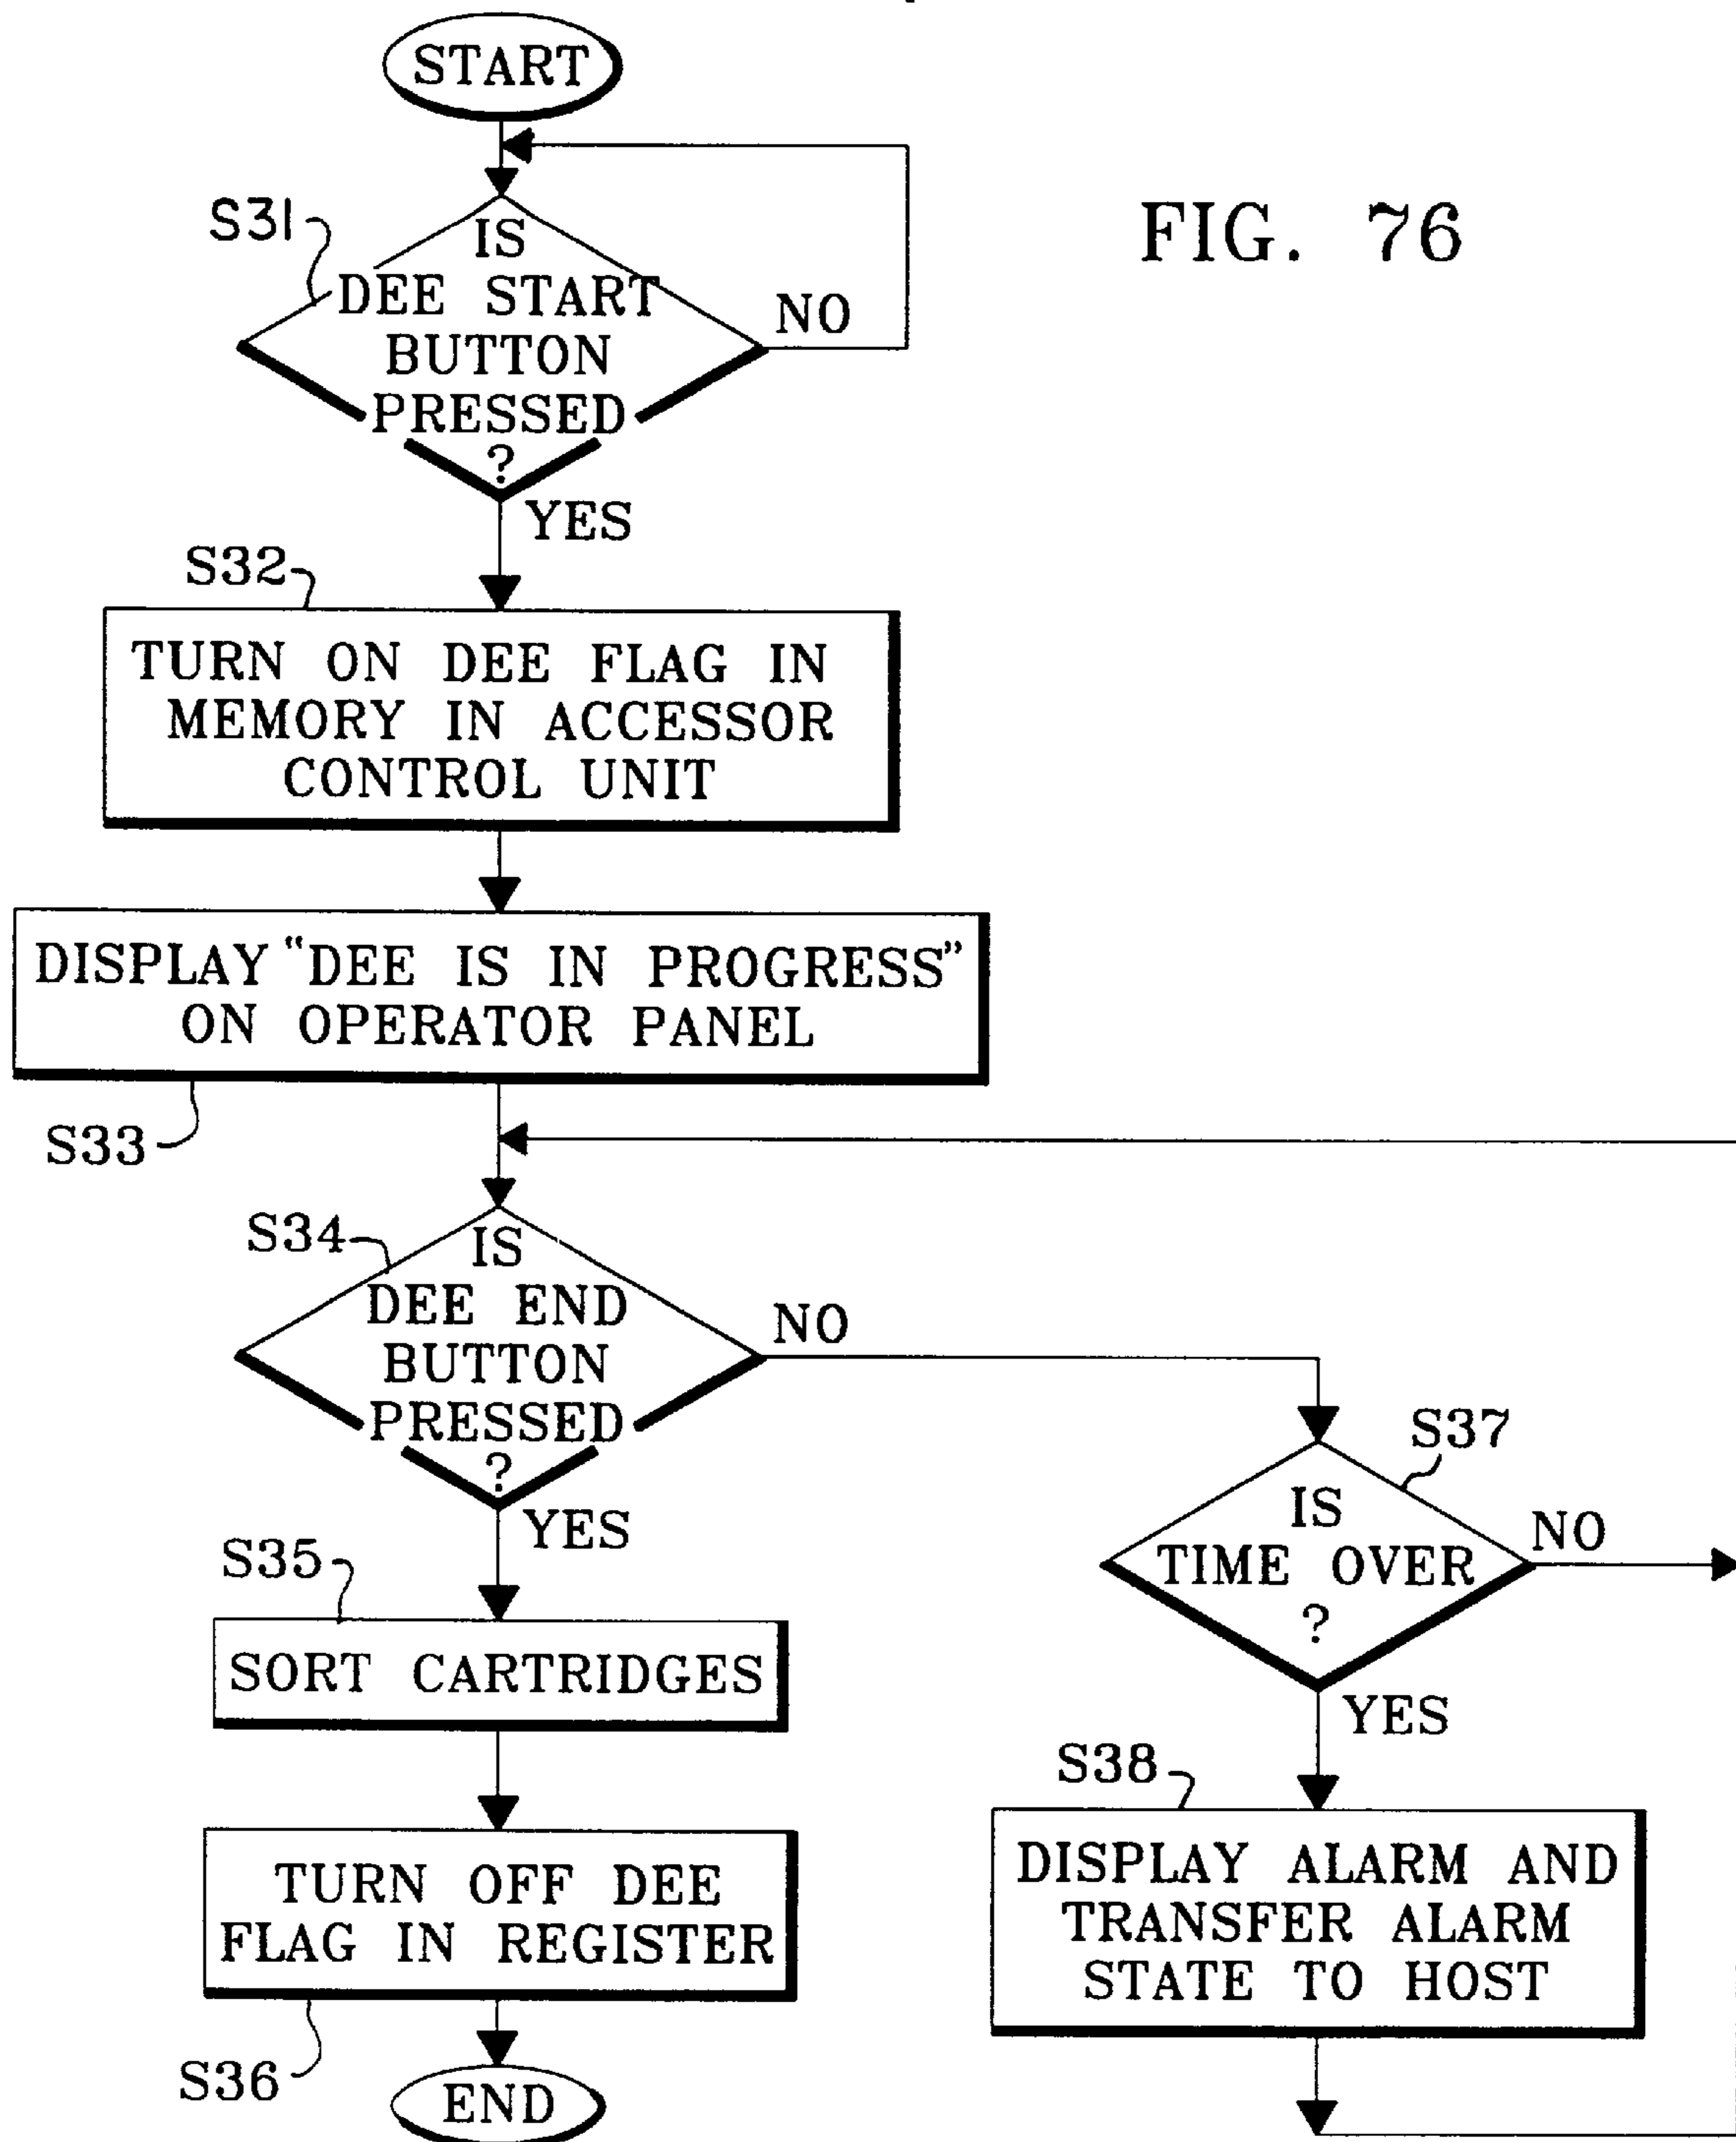 START
FIG. 76
S31
IS
DEE START
BUTTON
PRESSED
?
NO
YES
S32
TURN ON DEE FLAG IN
MEMORY IN ACCESSOR
CONTROL UNIT
DISPLAY "DEE IS IN PROGRESS"
ON OPERATOR PANEL
S33
S34
IS
DEE END
BUTTON
PRESSED
?
NO
YES
S37
IS
TIME OVER
?
NO
YES
S35
SORT CARTRIDGES
S38
DISPLAY ALARM AND
TRANSFER ALARM
STATE TO HOST
TURN OFF DEE
FLAG IN REGISTER
S36
END